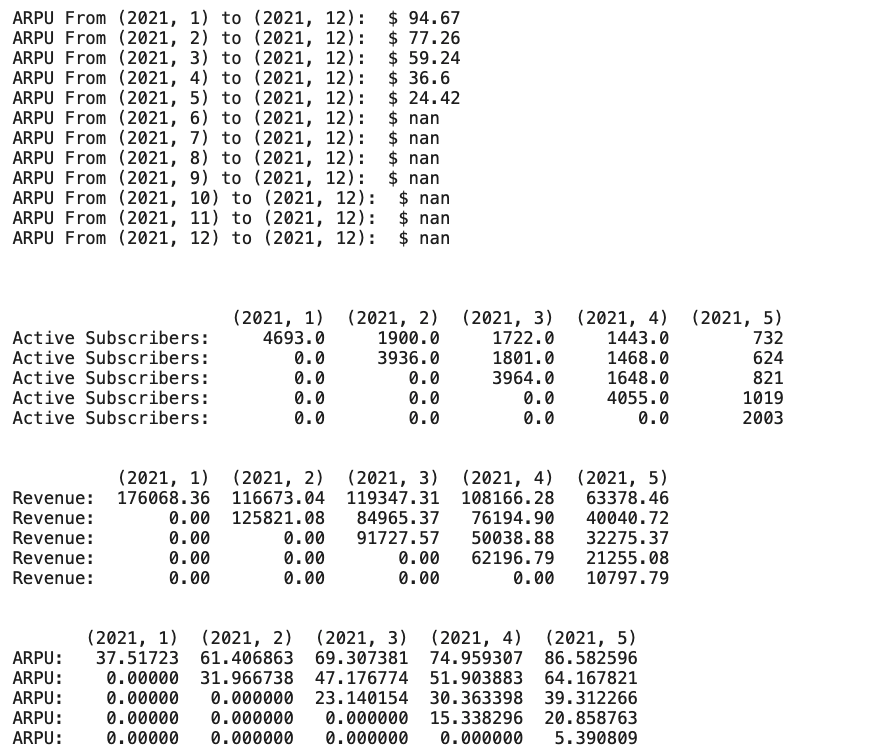 ARPU From (2021, 1) to (2021, 12):  $ 94.67
ARPU From (2021, 2) to (2021, 12):  $ 77.26
ARPU From (2021, 3) to (2021, 12):  $ 59.24
ARPU From (2021, 4) to (2021, 12):  $ 36.6
ARPU From (2021, 5) to (2021, 12):  $ 24.42
ARPU From (2021, 6) to (2021, 12):  $ nan
ARPU From (2021, 7) to (2021, 12):  $ nan
ARPU From (2021, 8) to (2021, 12):  $ nan
ARPU From (2021, 9) to (2021, 12):  $ nan
ARPU From (2021, 10) to (2021, 12):  $ nan
ARPU From (2021, 11) to (2021, 12):  $ nan
ARPU From (2021, 12) to (2021, 12):  $ nan
(2021, 1)  (2021, 2)  (2021, 3)  (2021, 4)  (2021, 5)
Active Subscribers:     4693.0     1900.0     1722.0     1443.0        732
Active Subscribers:        0.0     3936.0     1801.0     1468.0        624
Active Subscribers:        0.0        0.0     3964.0     1648.0        821
Active Subscribers:        0.0        0.0        0.0     4055.0       1019
Active Subscribers:        0.0        0.0        0.0        0.0       2003
(2021, 1)  (2021, 2)  (2021, 3)  (2021, 4)  (2021, 5)
Revenue:  176068.36  116673.04  119347.31  108166.28   63378.46
Revenue:       0.00  125821.08   84965.37   76194.90   40040.72
Revenue:       0.00       0.00   91727.57   50038.88   32275.37
Revenue:       0.00       0.00       0.00   62196.79   21255.08
Revenue:       0.00       0.00       0.00       0.00   10797.79
(2021, 1)  (2021, 2)  (2021, 3)  (2021, 4)  (2021, 5)
ARPU:   37.51723  61.406863  69.307381  74.959307  86.582596
ARPU:    0.00000  31.966738  47.176774  51.903883  64.167821
ARPU:    0.00000   0.000000  23.140154  30.363398  39.312266
ARPU:    0.00000   0.000000   0.000000  15.338296  20.858763
ARPU:    0.00000   0.000000   0.000000   0.000000   5.390809